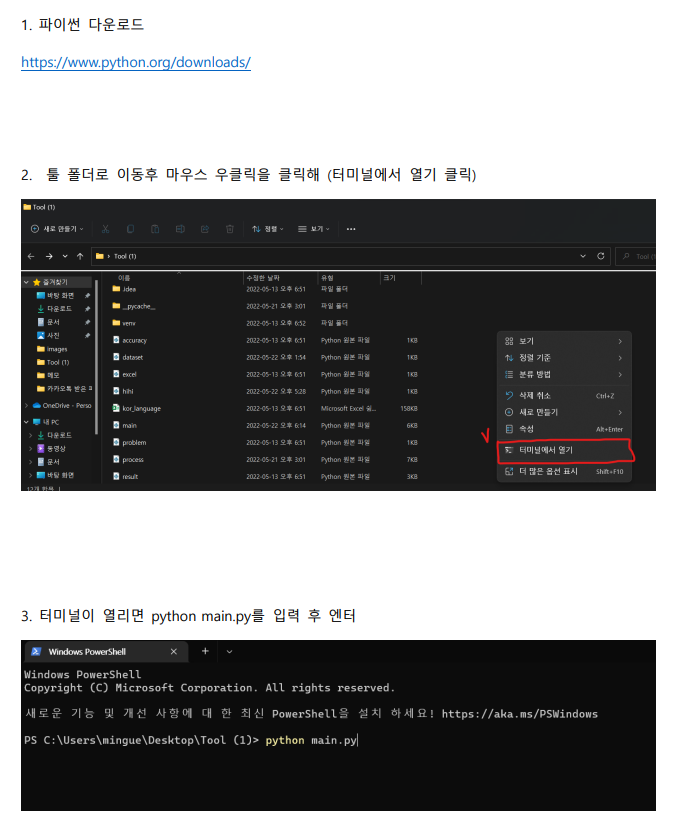 1. 파이썬 다운로드
https://www.python.org/downloads/
2. 툴 폴더로 이동후 마우스 우클릭을 클릭해 (터미널에서 열기 클릭)
Tool (1)
새로 만들기 정렬 보기 ...
Tool (1) Tool (1
이름 수정한 날짜 유형 크기
즐겨찾기
바탕 화면
다운로드
문서
사진
images
Tool (1)
메모
카카오톡 받은 파
OneDrive - Perso
내 PC
다운로드
동영상
문서
바탕 화면
.idea 2022-05-13 오후 6:51 파일 폴더
__pycache__ 2022-05-21 오후 3:01 파일 폴더
venv 2022-05-13 오후 6:52 파일 폴더
accuracy 2022-05-13 오후 6:51 Python 원본 파일 1KB
dataset 2022-05-22 오후 1:54 Python 원본 파일 1KB
excel 2022-05-13 오후 6:51 Python 원본 파일 1KB
hihi 2022-05-22 오후 5:28 Python 원본 파일 1KB
kor_language 2022-05-13 오후 6:51 Microsoft Excel 쉼... 158KB
main 2022-05-22 오후 6:14 Python 원본 파일 6KB
problem 2022-05-13 오후 6:51 Python 원본 파일 1KB
process 2022-05-21 오후 3:01 Python 원본 파일 7KB
result 2022-05-13 오후 6:51 Python 원본 파일 3KB
보기
정렬 기준
분류 방법
삭제 취소 Ctrl+Z
새로 만들기
속성 Alt+Enter
터미널에서 열기
더 많은 옵션 표시 Shift+F10
3. 터미널이 열리면 python main.py를 입력 후 엔터
Windows PowerShell
Windows PowerShell
Copyright (C) Microsoft Corporation. All rights reserved.
새로운 기능 및 개선 사항에 대 한 최신 PowerShell을 설치 하세요! https://aka.ms/PSWindows
PS C:\Users\mingue\Desktop\Tool (1)> python main.py